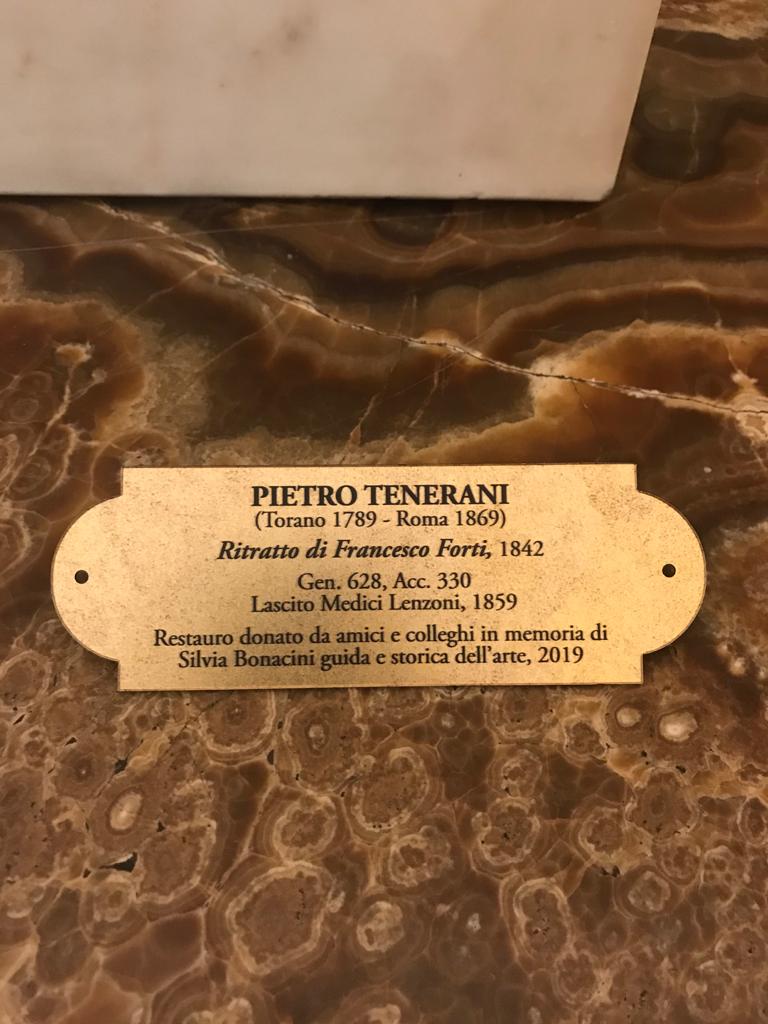 PIETRO TENERANI
(Torano 1789 - Roma 1869)
Ritratto di Francesco Forti, 1842
Gen. 628, Acc. 330
Lascito Medici Lenzoni, 1859
Restauro donato da amici e colleghi in memoria di
Silvia Bonacini guida e storica dell'arte, 2019